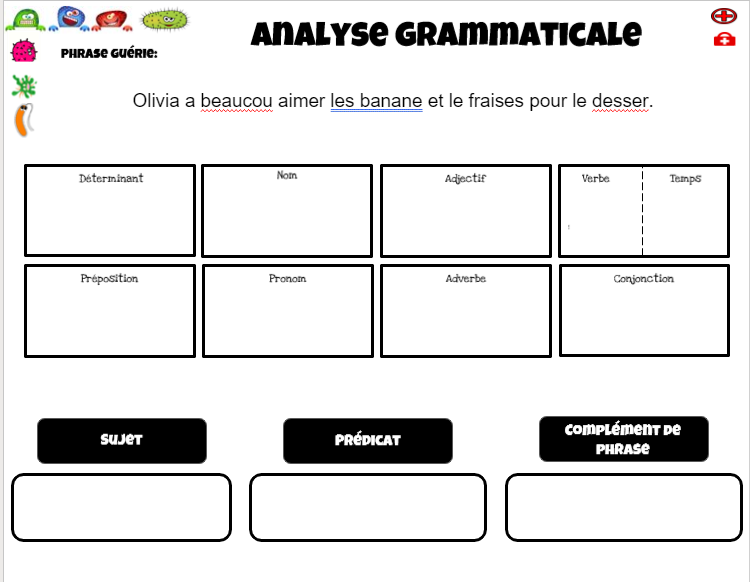 Analyse grammaticale
Phrase guérie:
Olivia a beaucou aimer les banane et le fraises pour le desser.
Déterminant Nom Adjectif Verbe Temps
Préposition Pronom Adverbe Conjonction
Sujet Prédicat Complément de
phrase